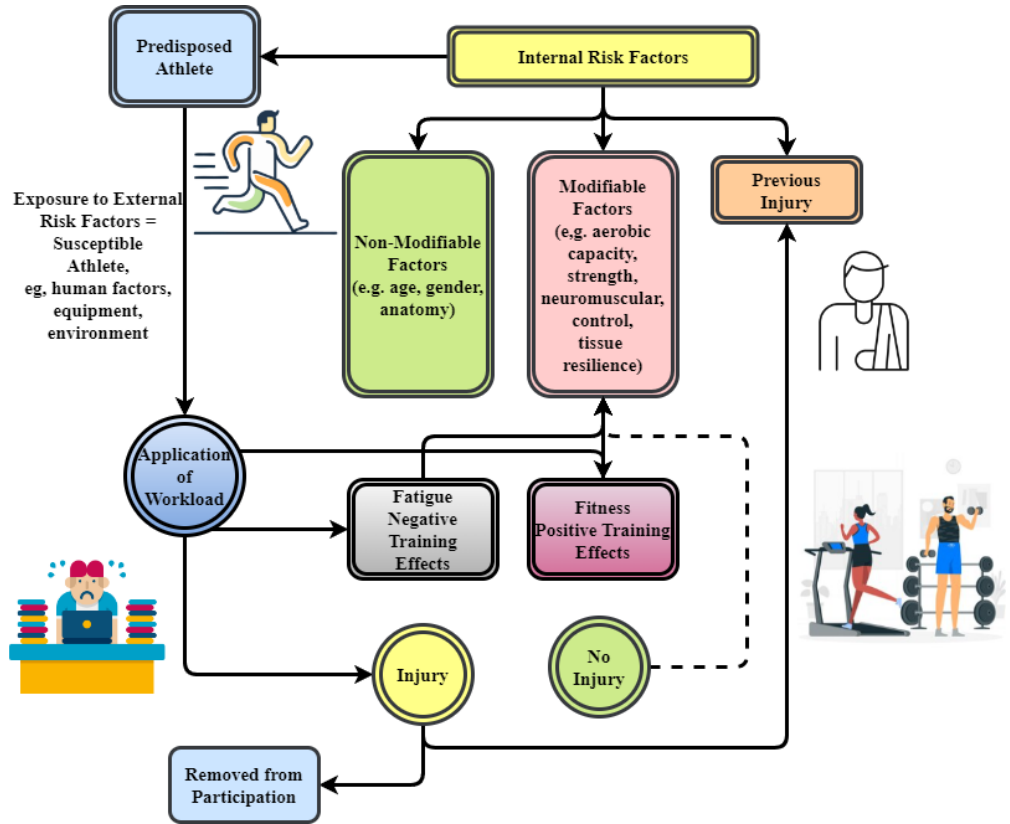 Predisposed
Athlete
Internal Risk Factors
Exposure to External
Risk Factors =
Susceptible
Athlete,
eg, human factors,
equipment,
environment
Non-Modifiable
Factors
(e.g. age, gender,
anatomy)
Modifiable
Factors
(e,g. aerobic
capacity,
strength,
neuromuscular,
control,
tissue
resilience)
Previous
Injury
Application
of
Workload
Fatigue
Negative
Training
Effects
Fitness
Positive Training
Effects
Injury
No
Injury
Removed from
Participation